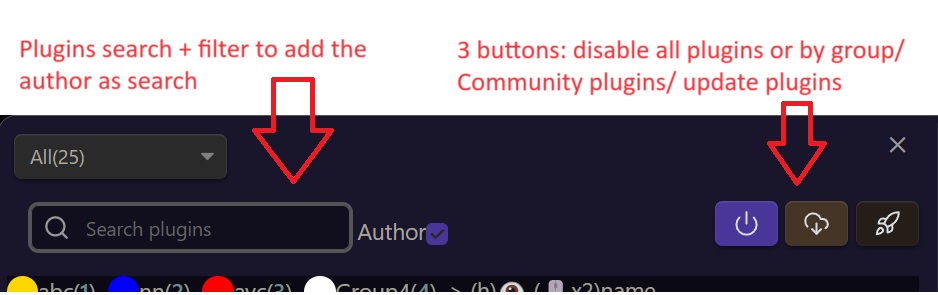 Plugins search + filter to add the
author as search
3 buttons: disable all plugins or by group/
Community plugins/ update plugins
All(25)
Search plugins
Author
abc(1) nn(2) avc(3) Group4(4) -> (h) ( x2)name